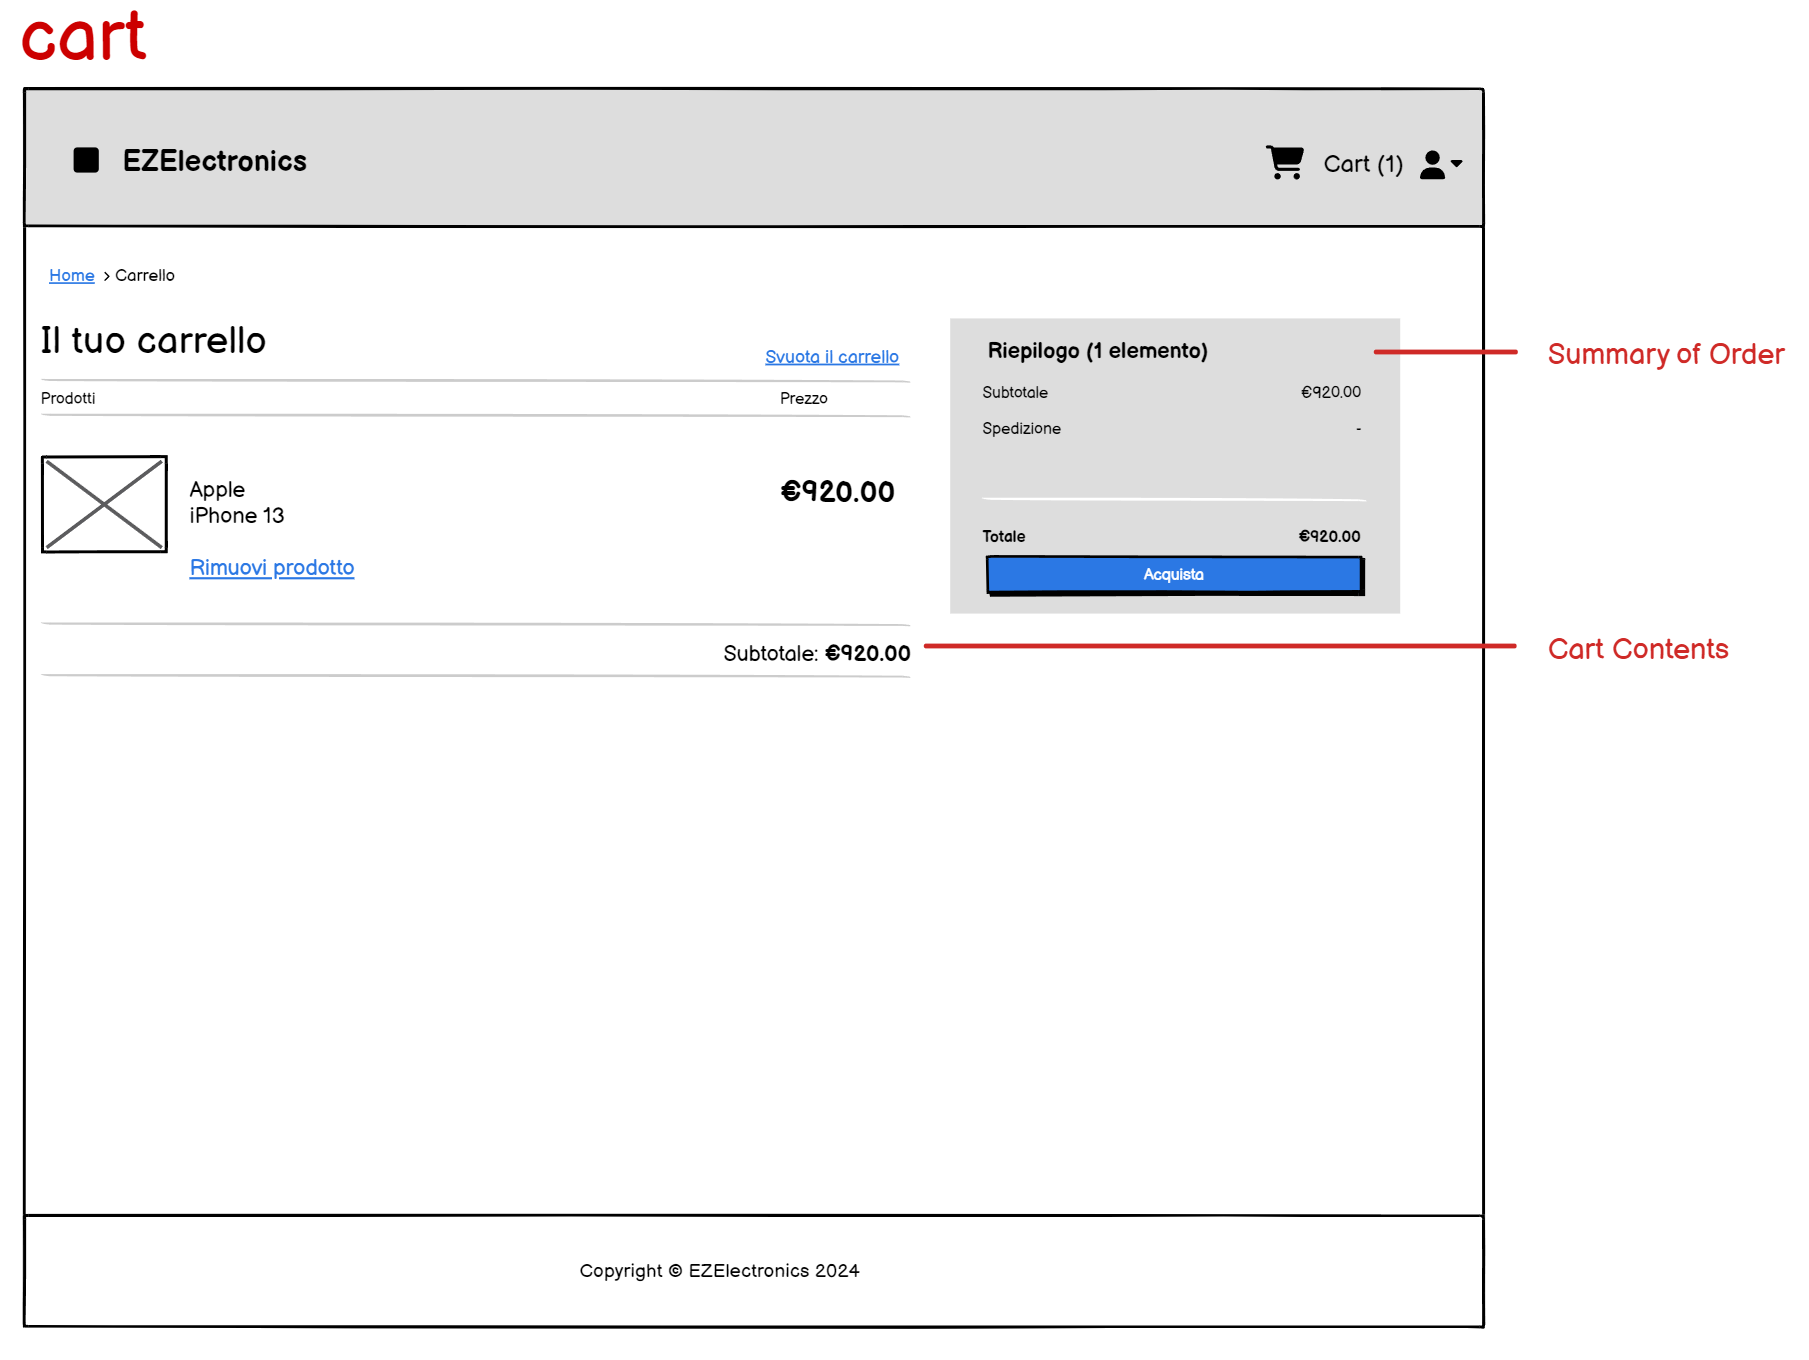 cart
EZElectronics
Cart (1)
Home > Carrello
Il tuo carrello
Svuota il carrello
Prodotti Prezzo
Apple
iPhone 13
€920.00
Rimuovi prodotto
Subtotale: €920.00
Riepilogo (1 elemento)
Subtotale €920.00
Spedizione -
Totale €920.00
Acquista
Summary of Order
Cart Contents
Copyright © EZElectronics 2024